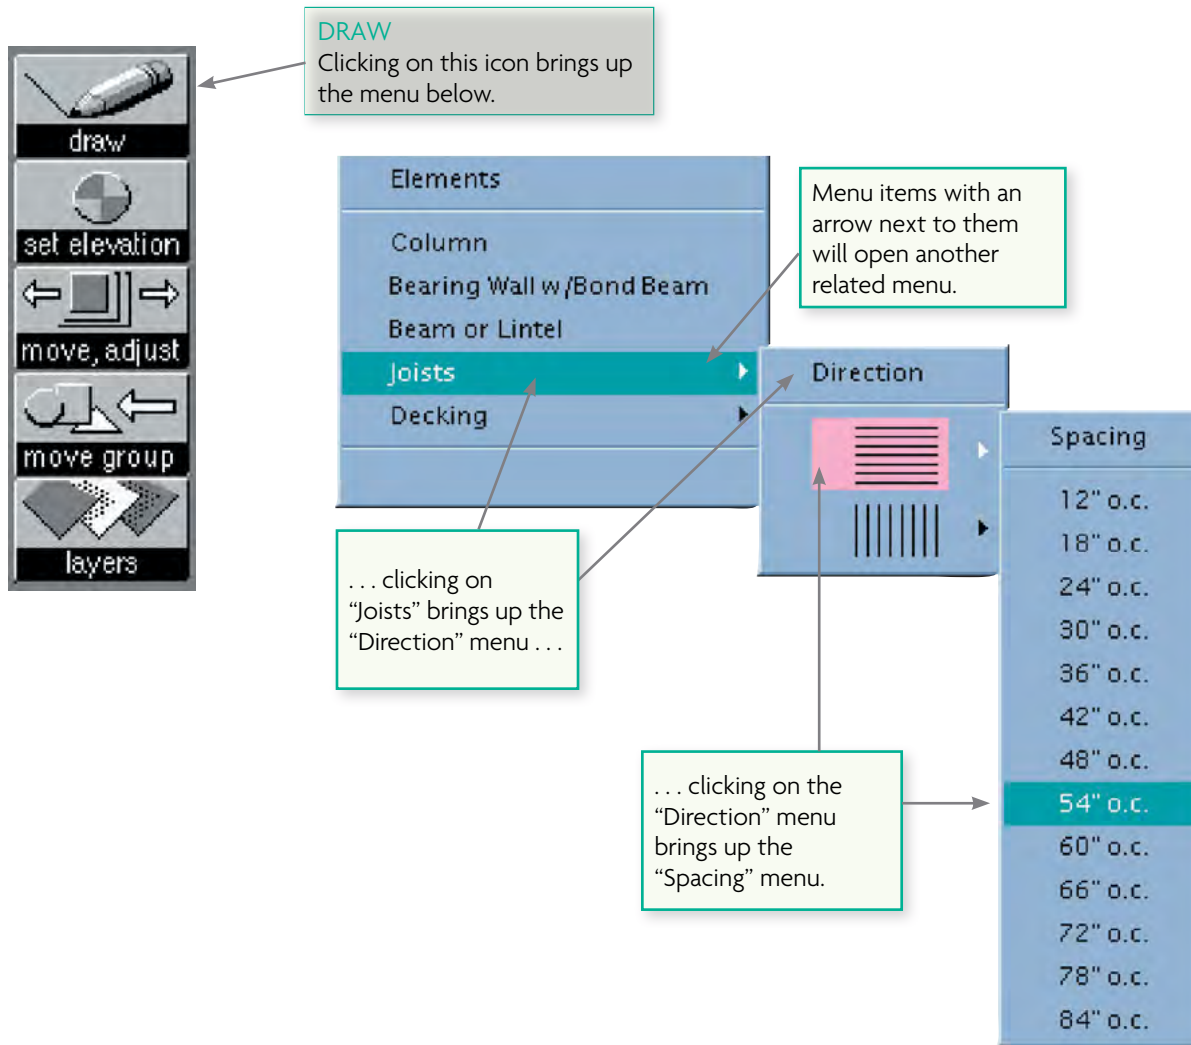 DRAW
Clicking on this icon brings up
the menu below.
draw
set elevation
move, adjust
move group
layers
Elements
Column
Bearing Wall w/Bond Beam
Beam or Lintel
Joists
Decking
Menu items with an
arrow next to them
will open another
related menu.
Direction
. . . clicking on
“Joists” brings up the
“Direction” menu . . .
Spacing
12" o.c.
18" o.c.
24" o.c.
30" o.c.
36" o.c.
42" o.c.
48" o.c.
54" o.c.
60" o.c.
66" o.c.
72" o.c.
78" o.c.
84" o.c.
. . . clicking on the
“Direction” menu
brings up the
“Spacing” menu.